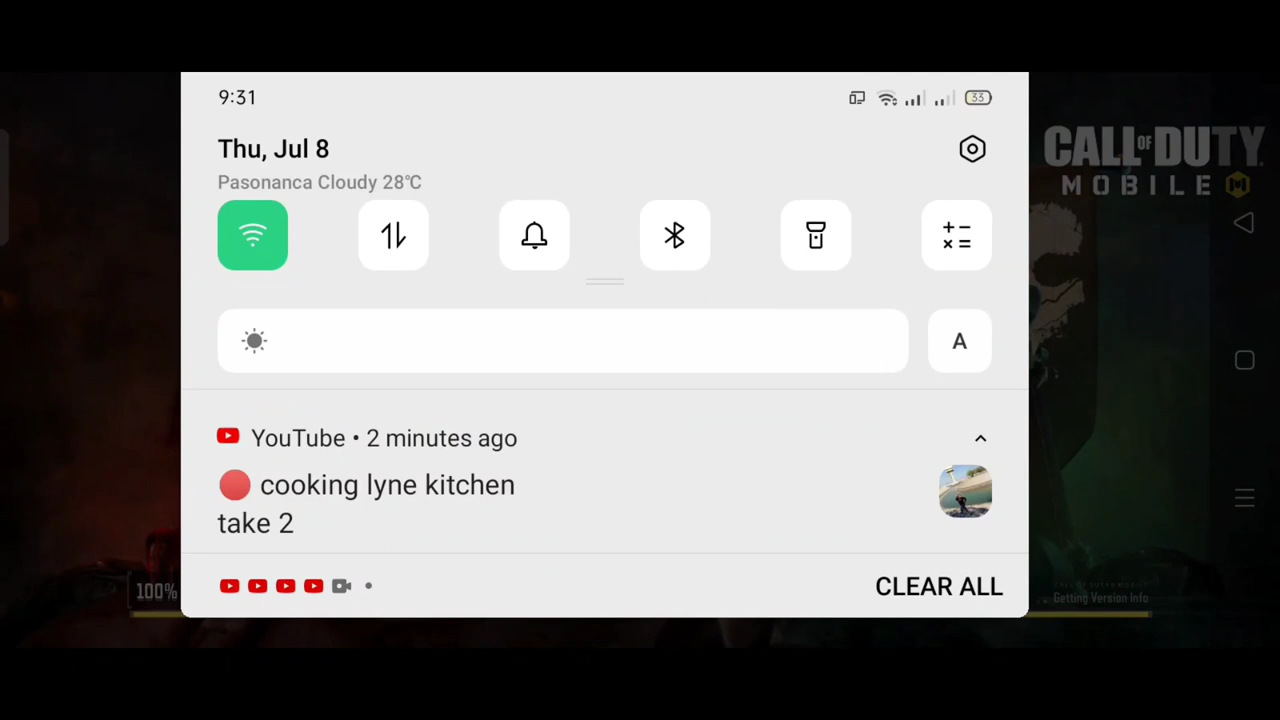 9:31
33
Thu, Jul 8
Pasonanca Cloudy 28°C
A
YouTube • 2 minutes ago
🔴 cooking lyne kitchen
take 2
CLEAR ALL
CALL OF DUTY
MOBILE
100%
Getting Version Info